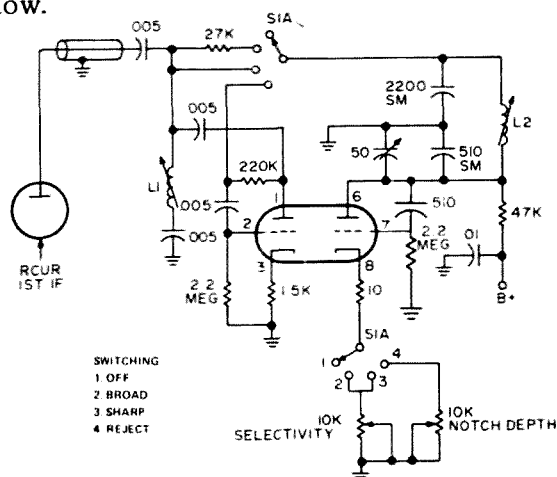 LOW.
S1A
.005
27K
2200
SM
L2
.005
50
510
SM
220K
L1
1
6
.005
510
47K
.005
2
7
2.2
MEG
.01
RCUR
1ST IF
3
8
2.2
MEG
1.5K
10
B+
S1A
1
4
2
3
SWITCHING
1. OFF
2. BROAD
3. SHARP
4. REJECT
10K
SELECTIVITY
10K
NOTCH DEPTH